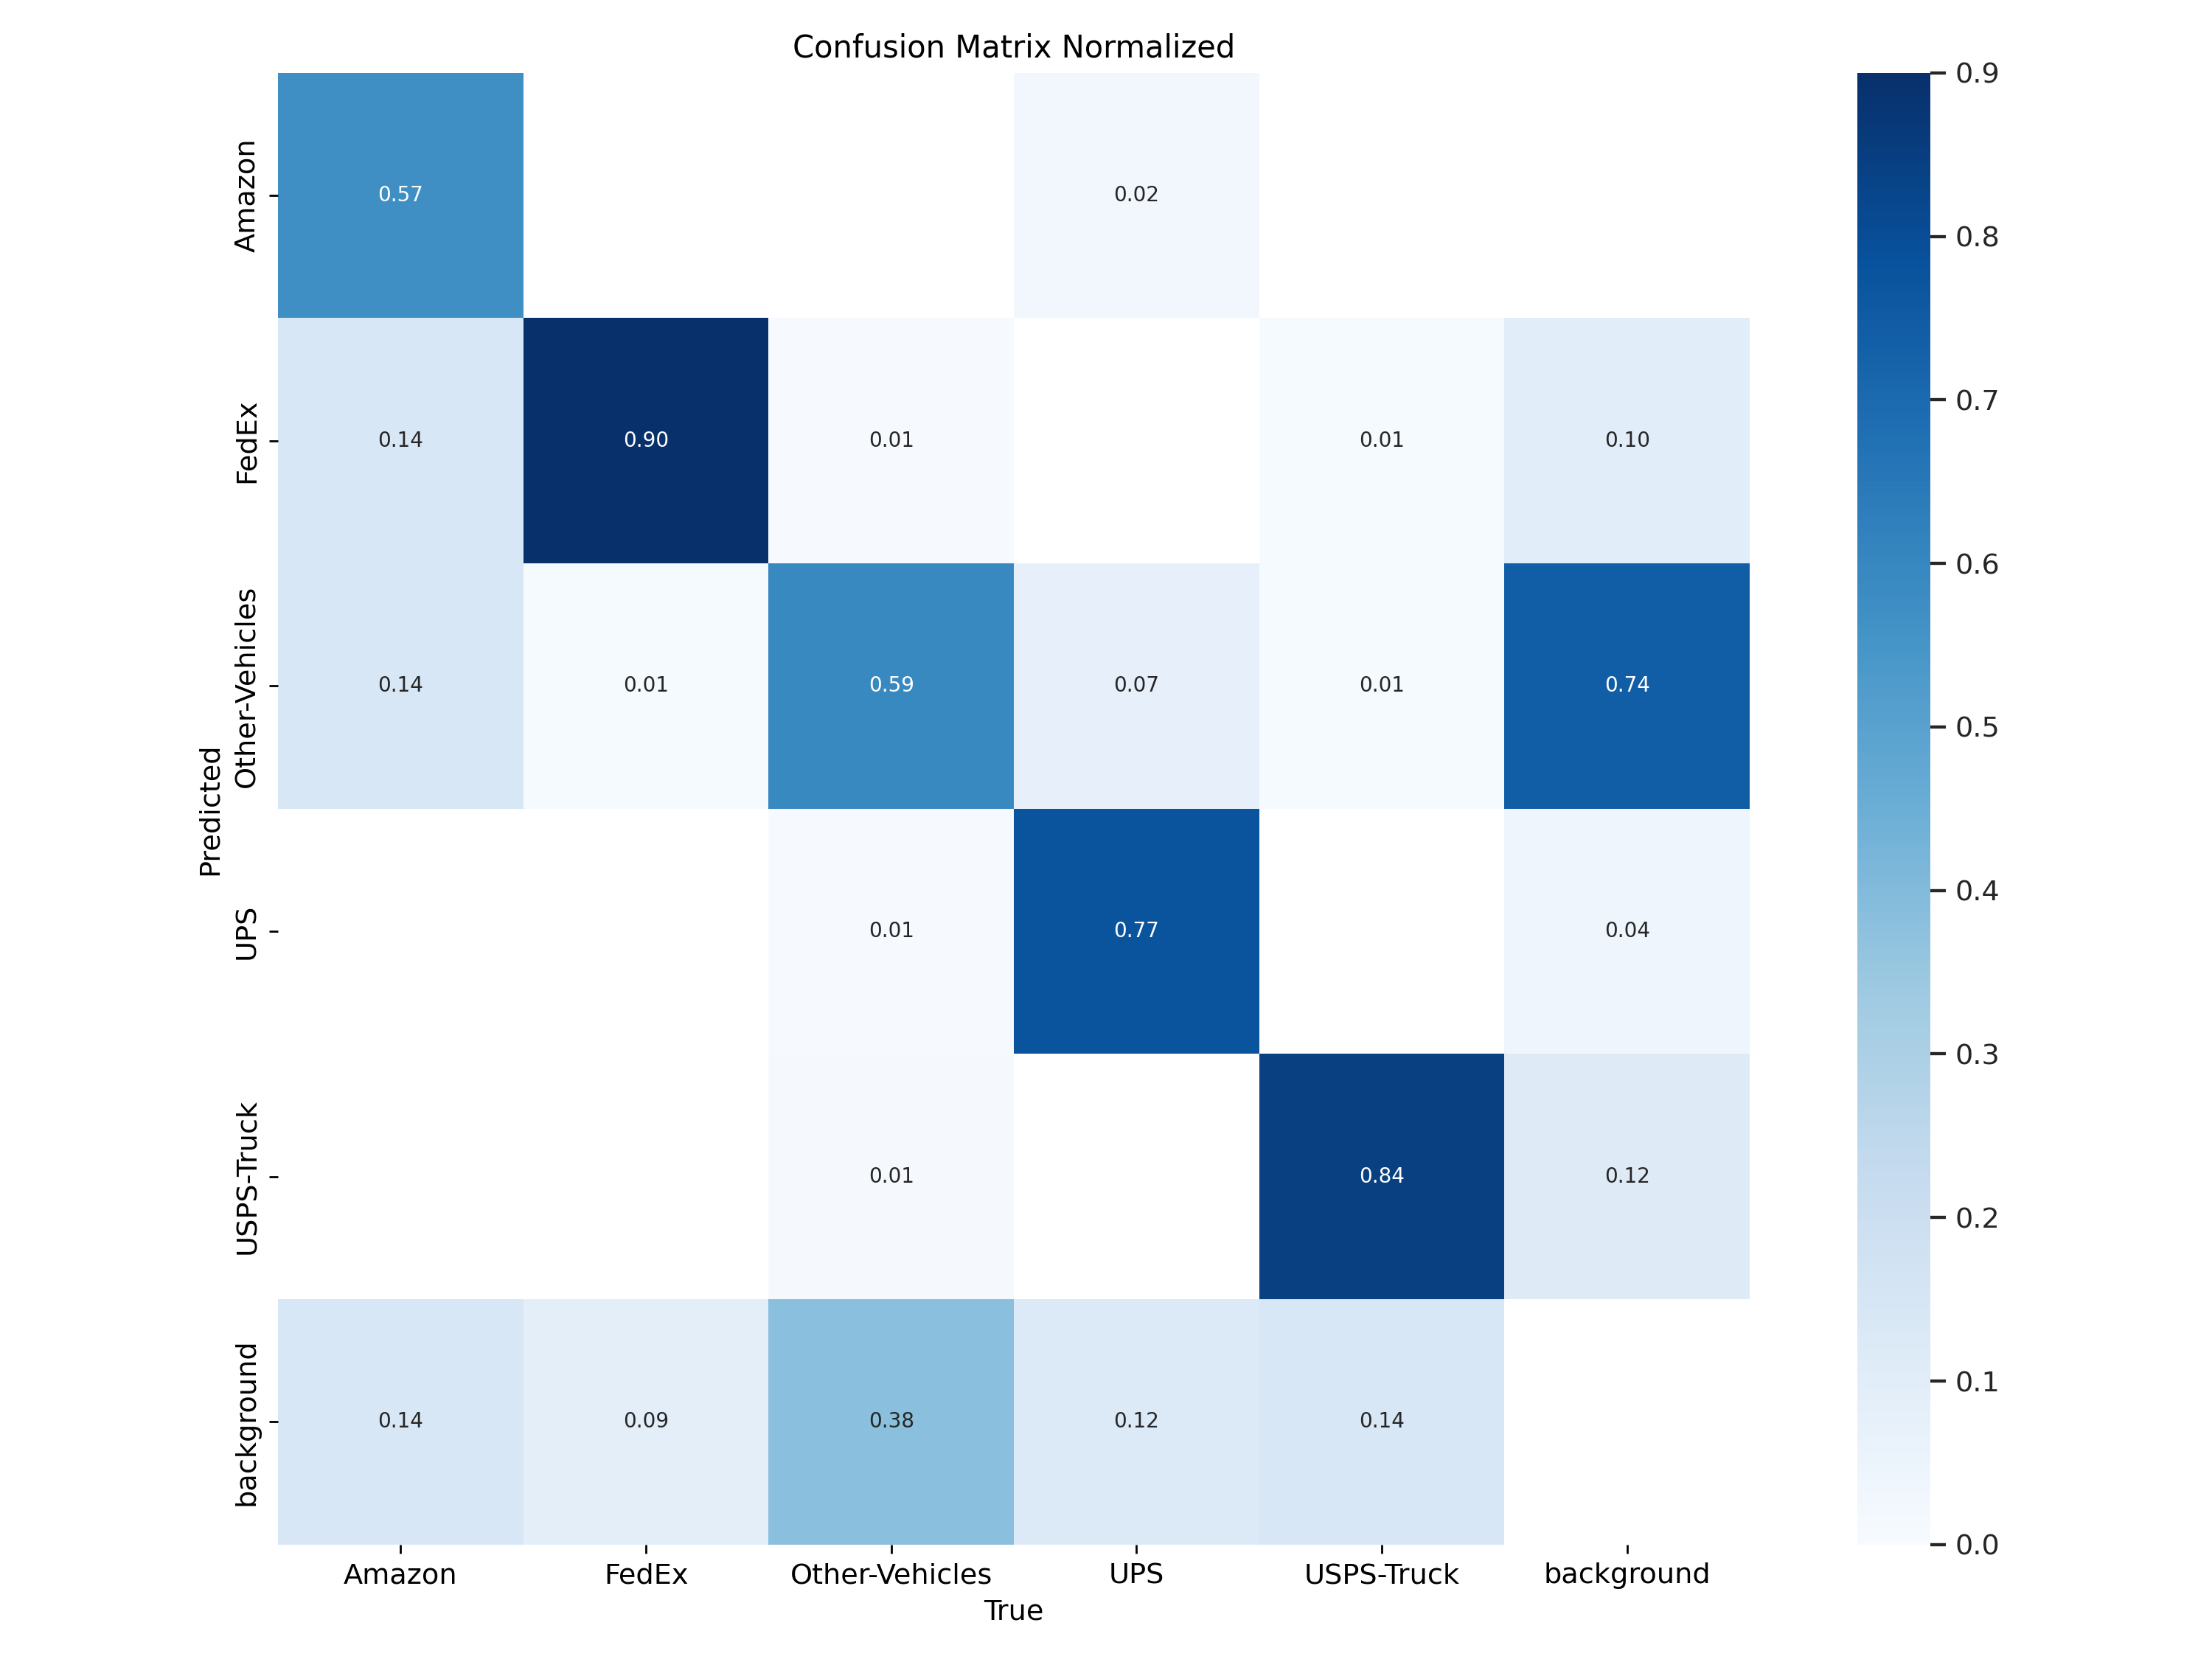 Confusion Matrix Normalized
Predicted
Amazon
0.57
0.02
FedEx
0.14
0.90
0.01
0.01
0.10
Other-Vehicles
0.14
0.01
0.59
0.07
0.01
0.74
UPS
0.01
0.77
0.04
USPS-Truck
0.01
0.84
0.12
background
0.14
0.09
0.38
0.12
0.14
Amazon
FedEx
Other-Vehicles
UPS
USPS-Truck
background
True
0.9
0.8
0.7
0.6
0.5
0.4
0.3
0.2
0.1
0.0